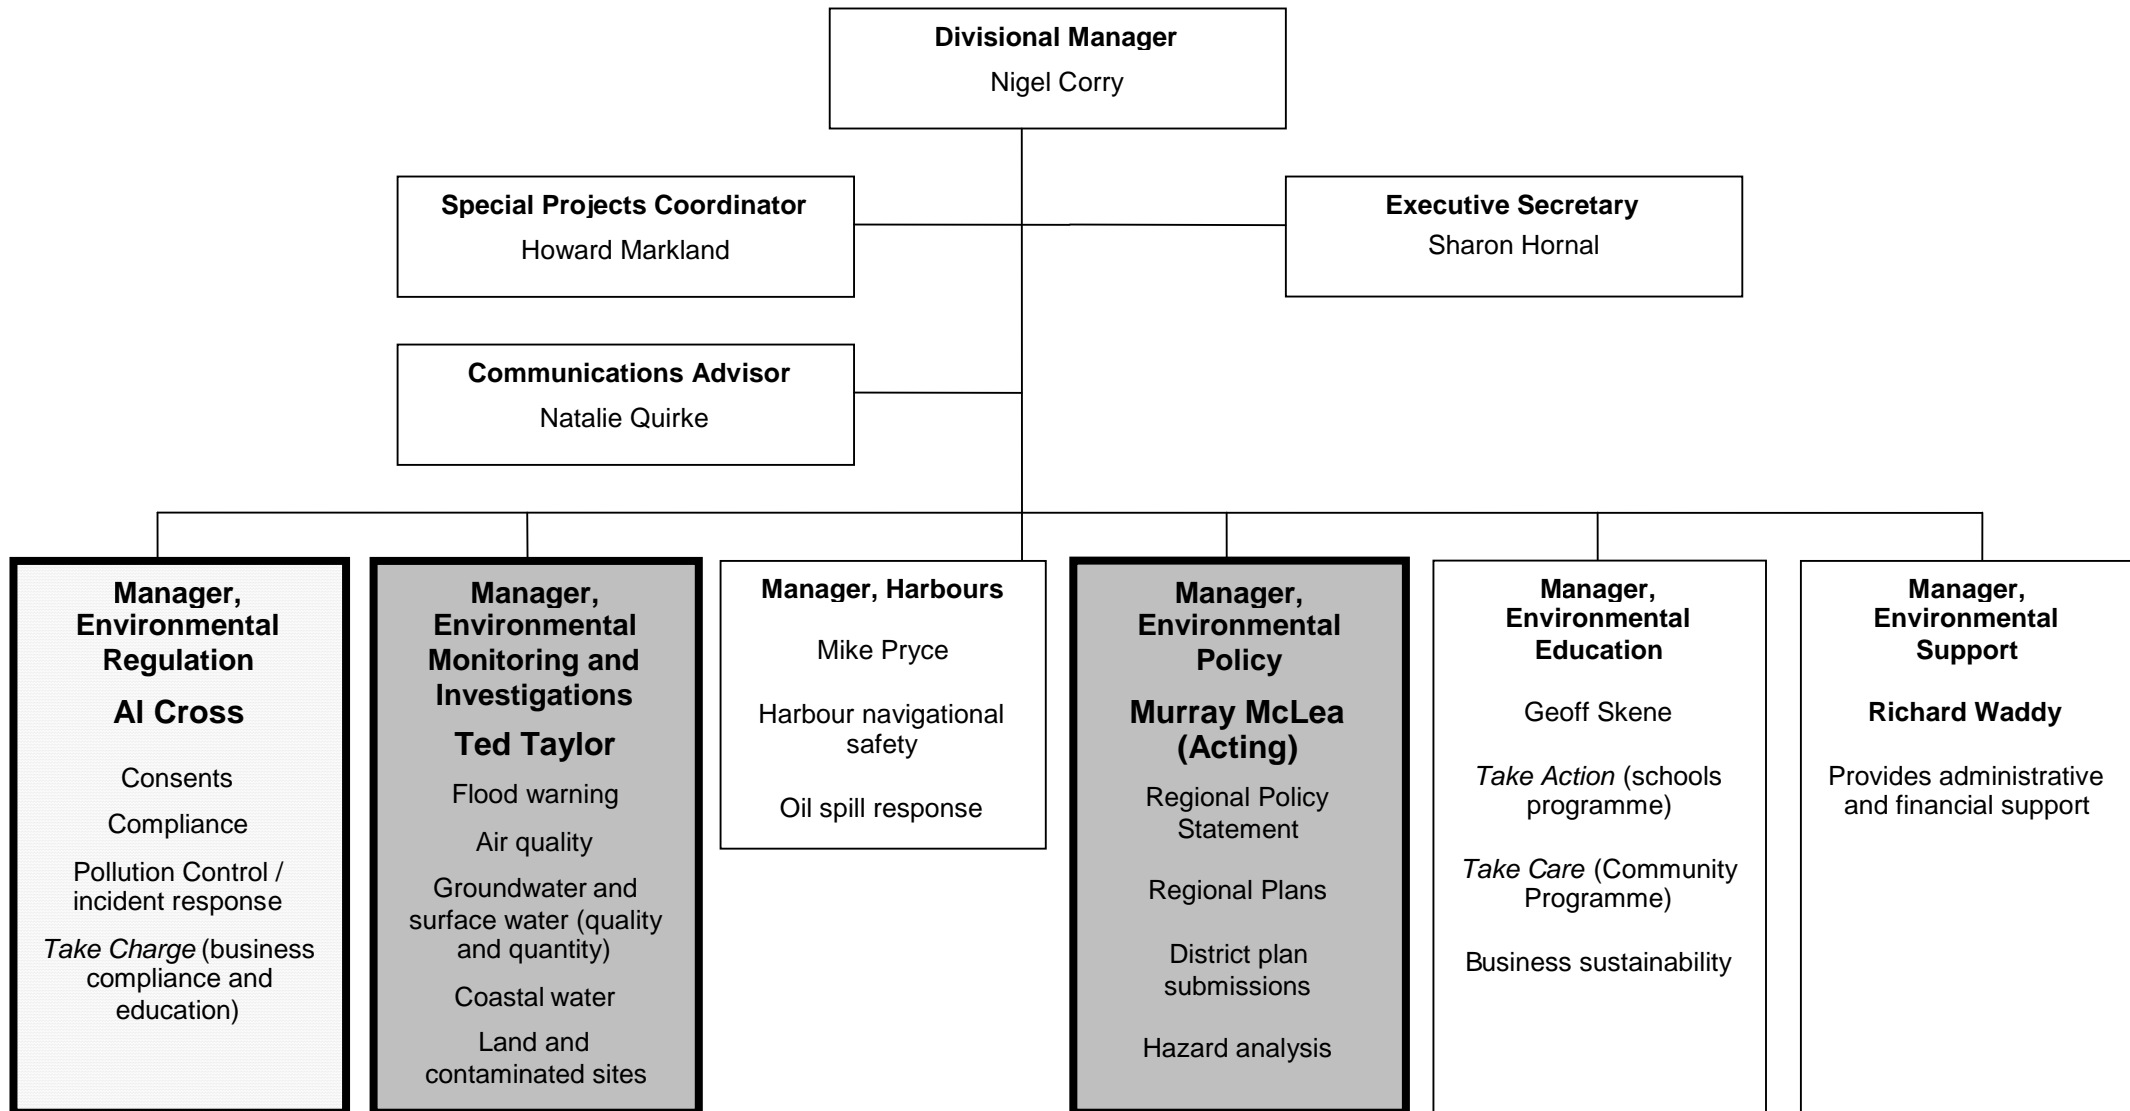 Divisional Manager
Nigel Corry
Special Projects Coordinator
Howard Markland
Executive Secretary
Sharon Hornal
Communications Advisor
Natalie Quirke
Manager,
Environmental
Regulation
Al Cross
Consents
Compliance
Pollution Control /
incident response
Take Charge (business
compliance and
education)
Manager,
Environmental
Monitoring and
Investigations
Ted Taylor
Flood warning
Air quality
Groundwater and
surface water (quality
and quantity)
Coastal water
Land and
contaminated sites
Manager, Harbours
Mike Pryce
Harbour navigational
safety
Oil spill response
Manager,
Environmental
Policy
Murray McLea
(Acting)
Regional Policy
Statement
Regional Plans
District plan
submissions
Hazard analysis
Manager,
Environmental
Education
Geoff Skene
Take Action (schools
programme)
Take Care (Community
Programme)
Business sustainability
Manager,
Environmental
Support
Richard Waddy
Provides administrative
and financial support